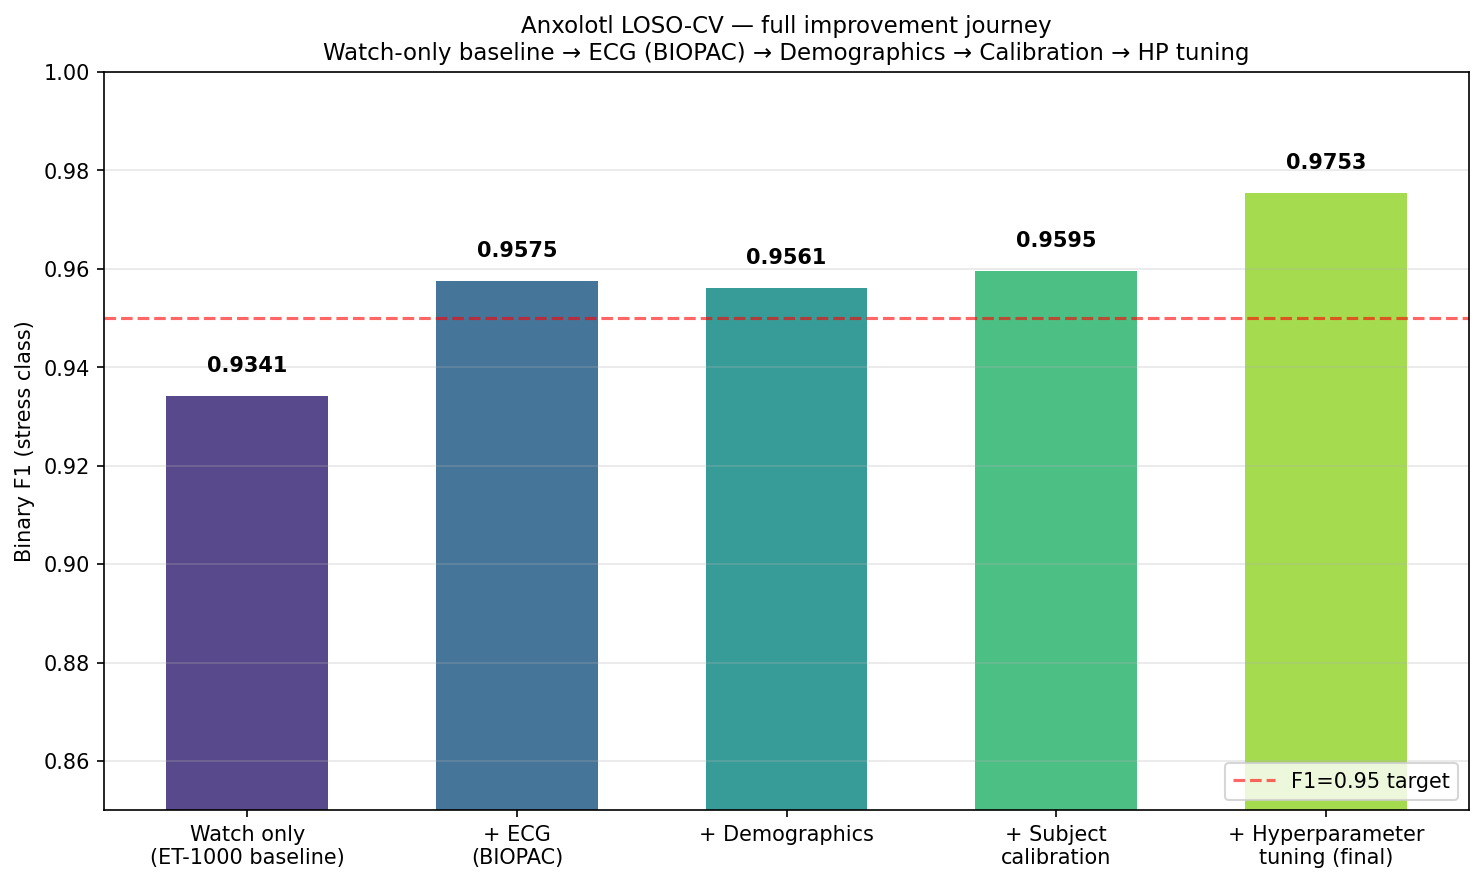 Anxolotl LOSO-CV — full improvement journey
Watch-only baseline → ECG (BIOPAC) → Demographics → Calibration → HP tuning
Binary F1 (stress class)
1.00
0.98
0.96
0.94
0.92
0.90
0.88
0.86
0.9341
0.9575
0.9561
0.9595
0.9753
F1=0.95 target
Watch only
(ET-1000 baseline)
+ ECG
(BIOPAC)
+ Demographics
+ Subject
calibration
+ Hyperparameter
tuning (final)